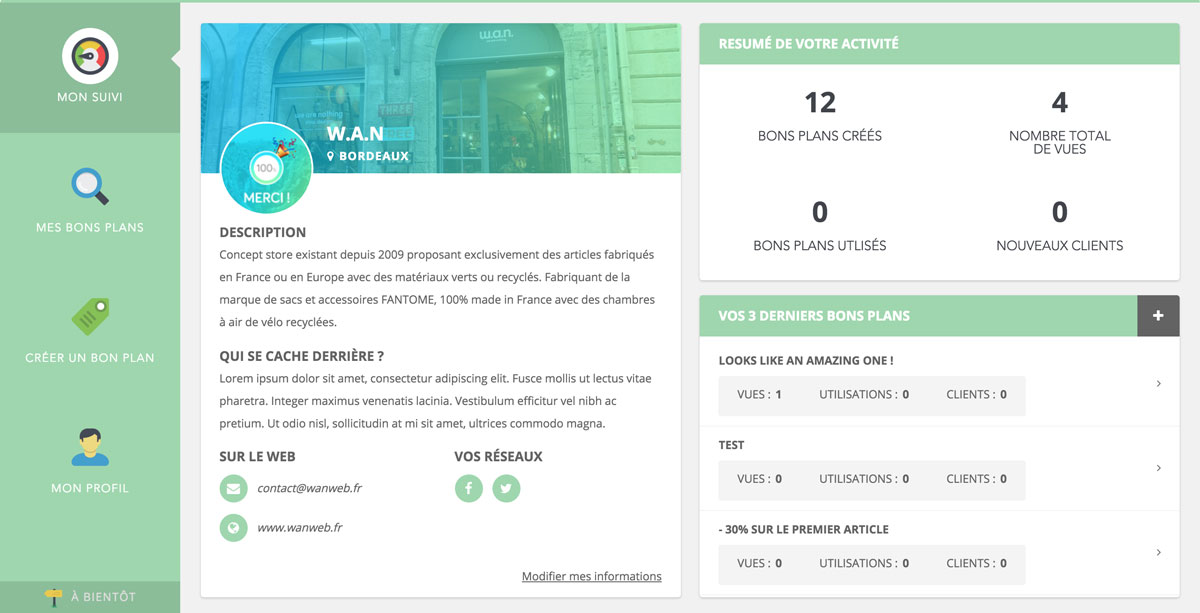 MON SUIVI
MES BONS PLANS
CRÉER UN BON PLAN
MON PROFIL
À BIENTÔT
w.a.n.
THREE
W.A.N
BORDEAUX
100%
MERCI !
DESCRIPTION
Concept store existant depuis 2009 proposant exclusivement des articles fabriqués
en France ou en Europe avec des matériaux verts ou recyclés. Fabriquant de la
marque de sacs et accessoires FANTOME, 100% made in France avec des chambres
à air de vélo recyclées.
QUI SE CACHE DERRIÈRE ?
Lorem ipsum dolor sit amet, consectetur adipiscing elit. Fusce mollis ut lectus vitae
pharetra. Integer maximus venenatis lacinia. Vestibulum efficitur vel nibh ac
pretium. Ut odio nisl, sollicitudin at mi sit amet, ultrices commodo magna.
SUR LE WEB
contact@wanweb.fr
www.wanweb.fr
VOS RÉSEAUX
Modifier mes informations
RESUMÉ DE VOTRE ACTIVITÉ
12
BONS PLANS CRÉÉS
4
NOMBRE TOTAL
DE VUES
0
BONS PLANS UTLISÉS
0
NOUVEAUX CLIENTS
VOS 3 DERNIERS BONS PLANS
+
LOOKS LIKE AN AMAZING ONE !
VUES : 1 UTILISATIONS : 0 CLIENTS : 0
TEST
VUES : 0 UTILISATIONS : 0 CLIENTS : 0
- 30% SUR LE PREMIER ARTICLE
VUES : 0 UTILISATIONS : 0 CLIENTS : 0